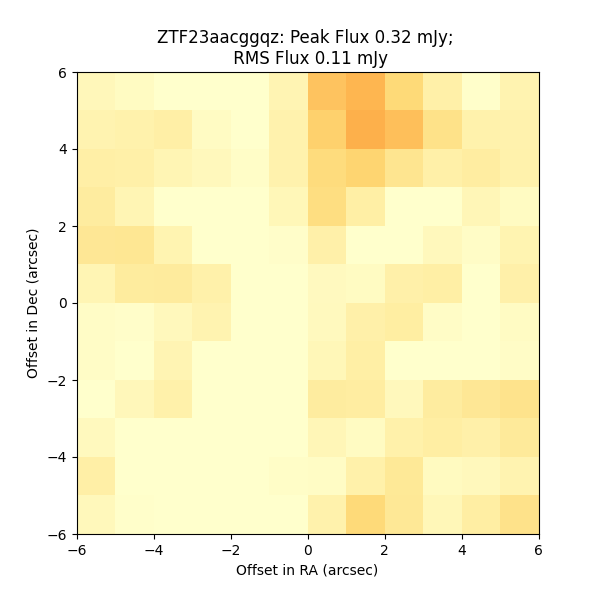 ZTF23aacggqz: Peak Flux 0.32 mJy;
RMS Flux 0.11 mJy
6
4
2
0
−2
−4
−6
Offset in Dec (arcsec)
−6 −4 −2 0 2 4 6
Offset in RA (arcsec)